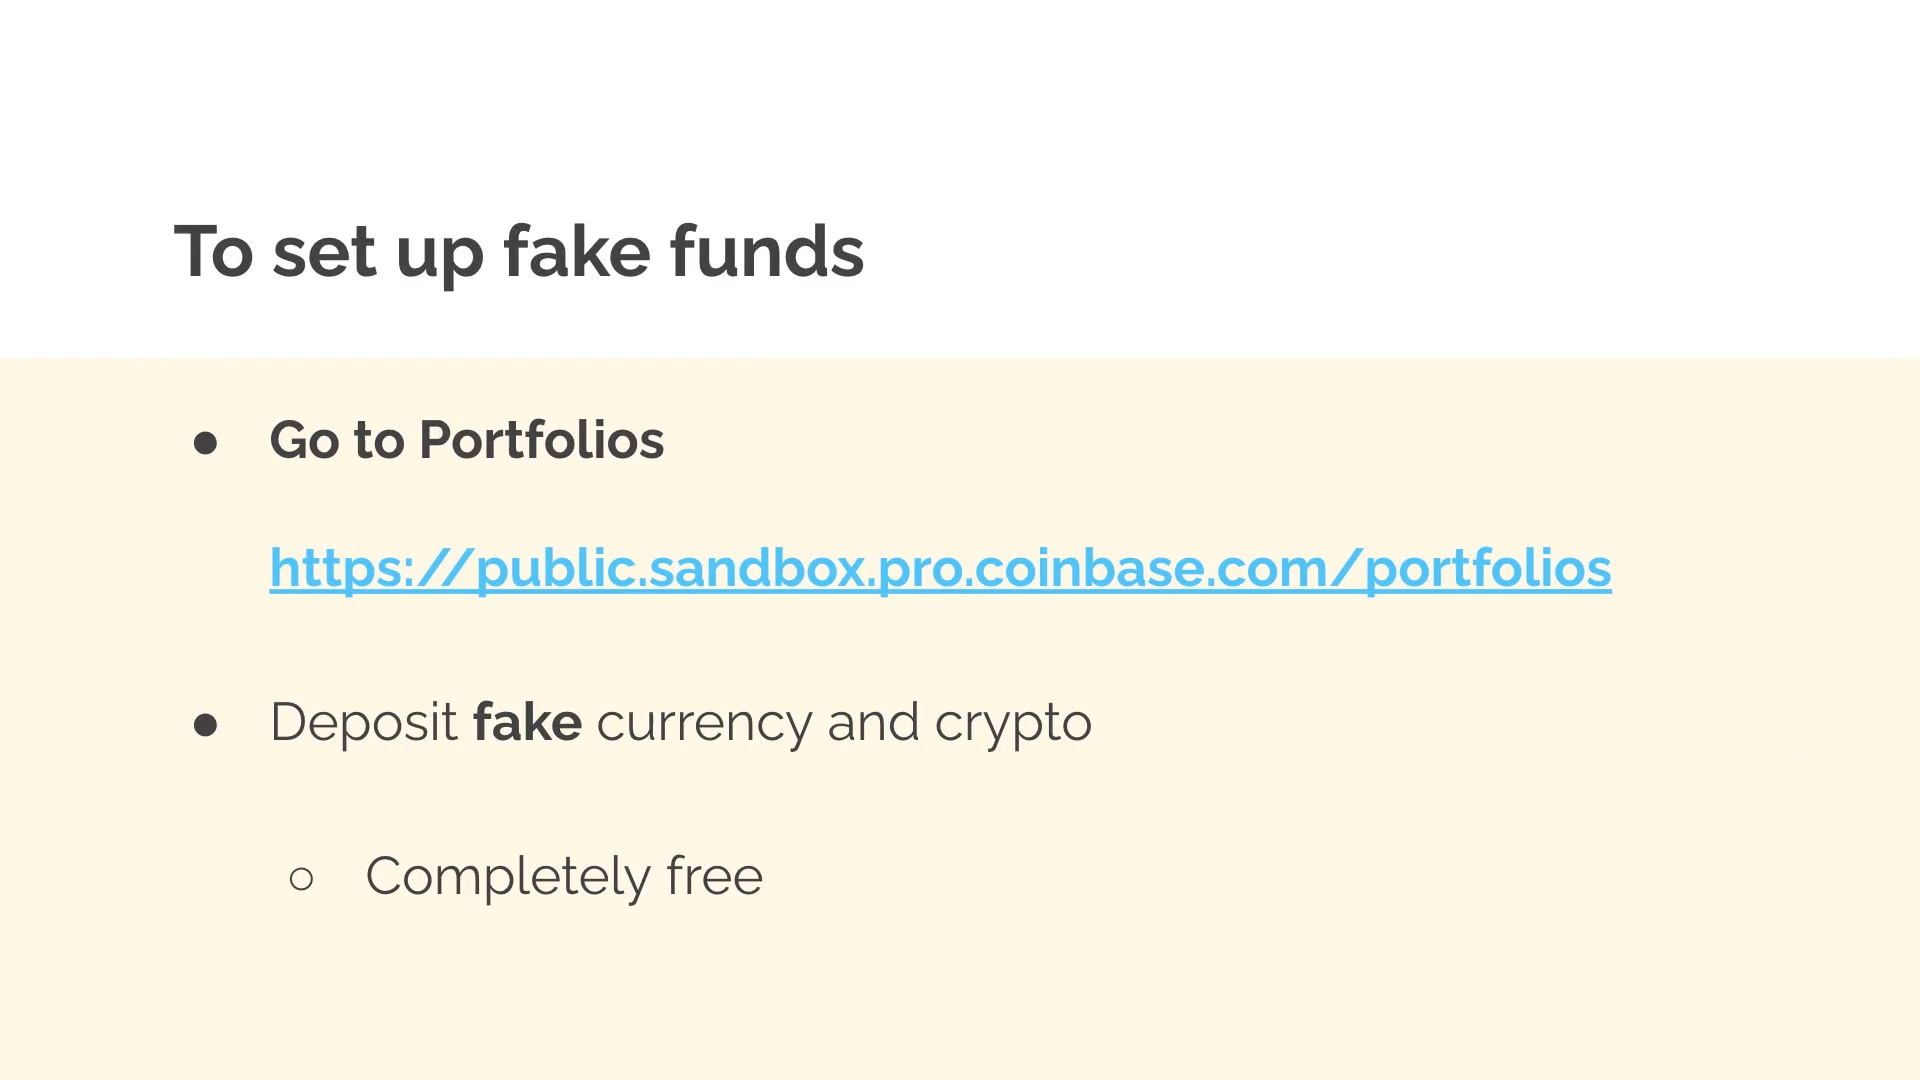 To set up fake funds
● Go to Portfolios
https://public.sandbox.pro.coinbase.com/portfolios
● Deposit fake currency and crypto
○ Completely free